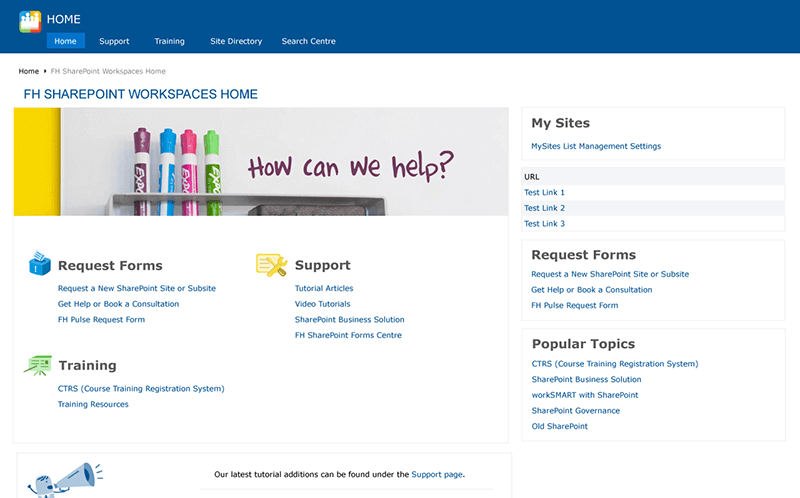 HOME
Home Support Training Site Directory Search Centre
Home FH SharePoint Workspaces Home
FH SHAREPOINT WORKSPACES HOME
EXPO EXPO EXPO EXPO
How can we help?
Request Forms
Request a New SharePoint Site or Subsite
Get Help or Book a Consultation
FH Pulse Request Form
Support
Tutorial Articles
Video Tutorials
SharePoint Business Solution
FH SharePoint Forms Centre
Training
CTRS (Course Training Registration System)
Training Resources
Our latest tutorial additions can be found under the Support page.
My Sites
MySites List Management Settings
URL
Test Link 1
Test Link 2
Test Link 3
Request Forms
Request a New SharePoint Site or Subsite
Get Help or Book a Consultation
FH Pulse Request Form
Popular Topics
CTRS (Course Training Registration System)
SharePoint Business Solution
workSMART with SharePoint
SharePoint Governance
Old SharePoint